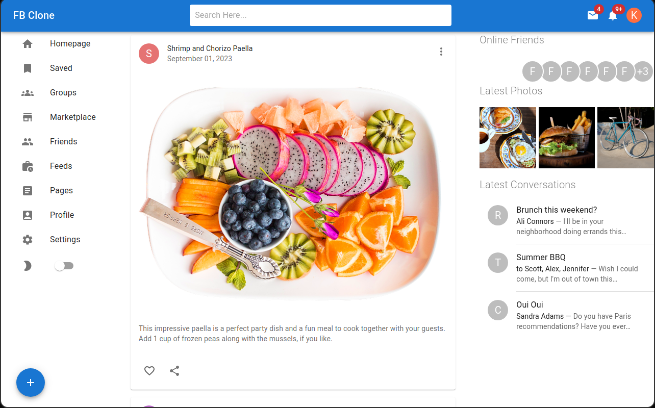 FB Clone
Search Here...
4
9+
K
Homepage
Saved
Groups
Marketplace
Friends
Feeds
Pages
Profile
Settings
+
S
Shrimp and Chorizo Paella
September 01, 2023
This impressive paella is a perfect party dish and a fun meal to cook together with your guests.
Add 1 cup of frozen peas along with the mussels, if you like.
Online Friends
F F F F F F +3
Latest Photos
Latest Conversations
R
Brunch this weekend?
Ali Connors — I'll be in your
neighborhood doing errands this…
T
Summer BBQ
to Scott, Alex, Jennifer — Wish I could
come, but I'm out of town this…
C
Oui Oui
Sandra Adams — Do you have Paris
recommendations? Have you ever…